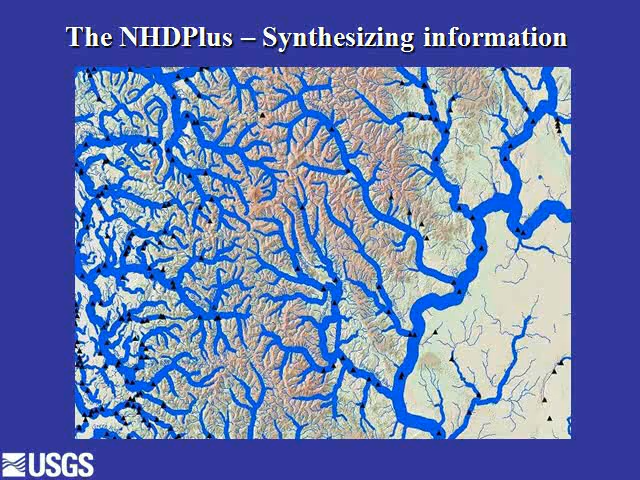 The NHDPlus – Synthesizing information
USGS